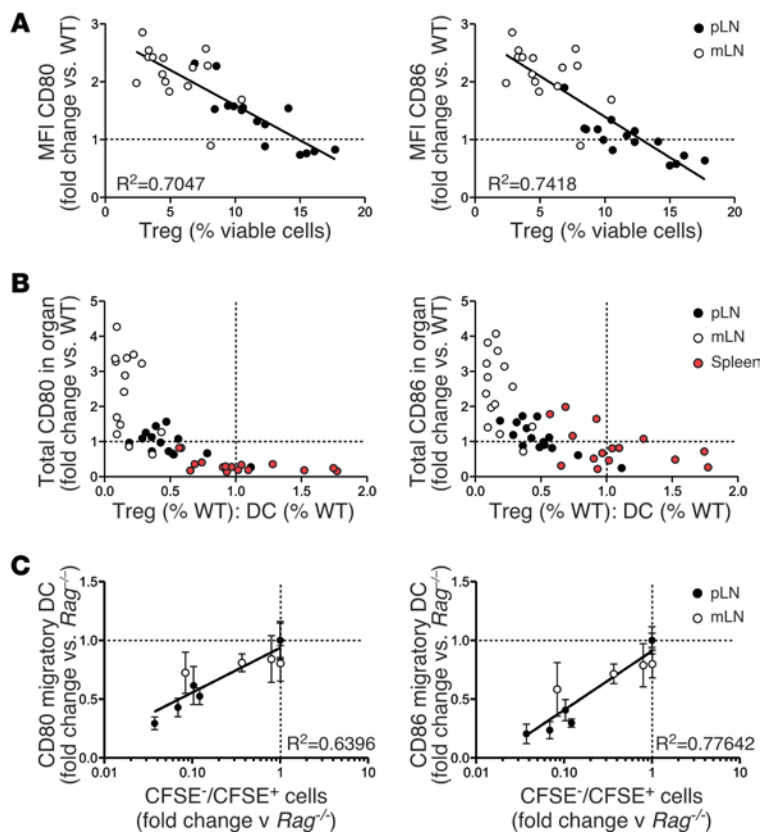 A
MFI CD80
(fold change vs. WT)
3
2
1
0
R²=0.7047
0 5 10 15 20
Treg (% viable cells)
MFI CD86
(fold change vs. WT)
3
2
1
0
R²=0.7418
0 5 10 15 20
Treg (% viable cells)
pLN
mLN
B
Total CD80 in organ
(fold change vs. WT)
5
4
3
2
1
0
0.0 0.5 1.0 1.5 2.0
Treg (% WT): DC (% WT)
Total CD86 in organ
(fold change vs. WT)
5
4
3
2
1
0
0.0 0.5 1.0 1.5 2.0
Treg (% WT): DC (% WT)
pLN
mLN
Spleen
C
CD80 migratory DC
(fold change vs. Rag⁻/⁻)
1.5
1.0
0.5
0.0
R²=0.6396
0.01 0.10 1 10
CFSE⁻/CFSE⁺ cells
(fold change v Rag⁻/⁻)
CD86 migratory DC
(fold change vs. Rag⁻/⁻)
1.5
1.0
0.5
0.0
R²=0.77642
0.01 0.10 1 10
CFSE⁻/CFSE⁺ cells
(fold change v Rag⁻/⁻)
pLN
mLN